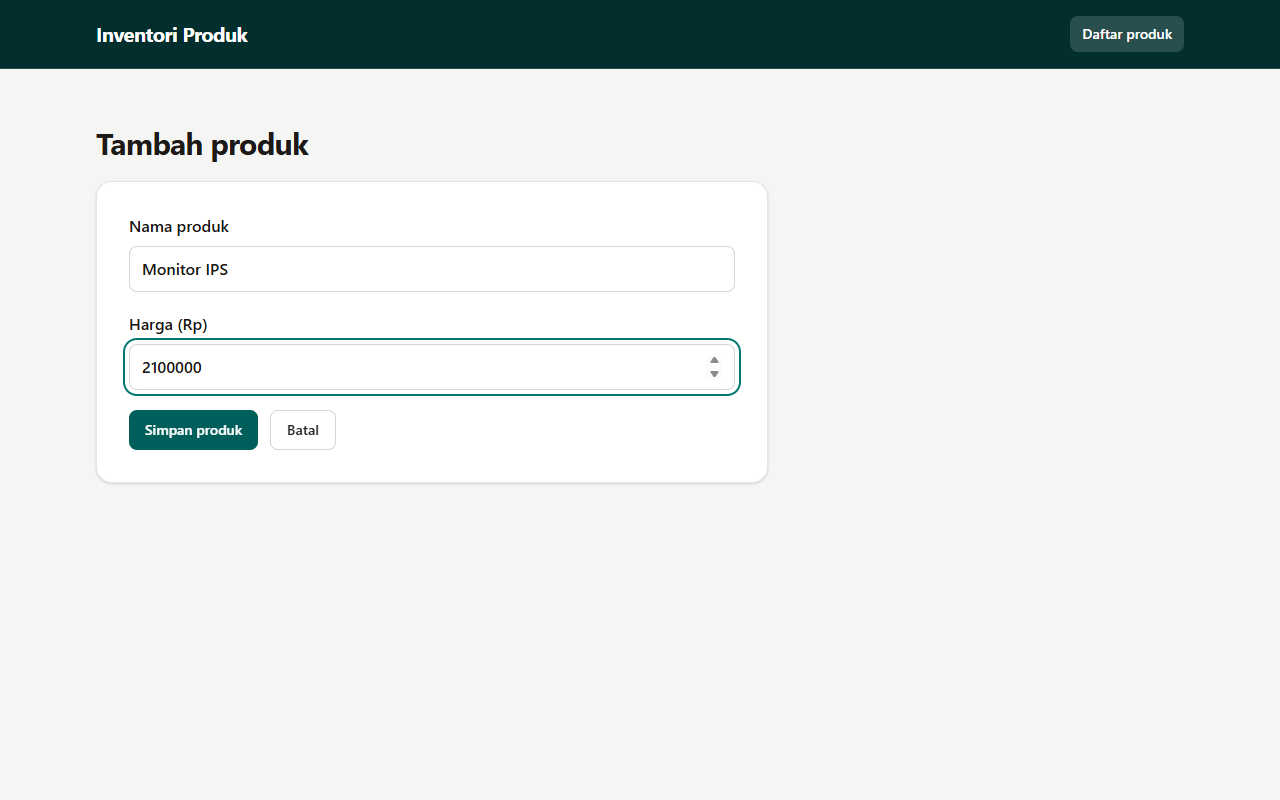 Inventori Produk
Daftar produk
Tambah produk
Nama produk
Monitor IPS
Harga (Rp)
2100000
Simpan produk
Batal